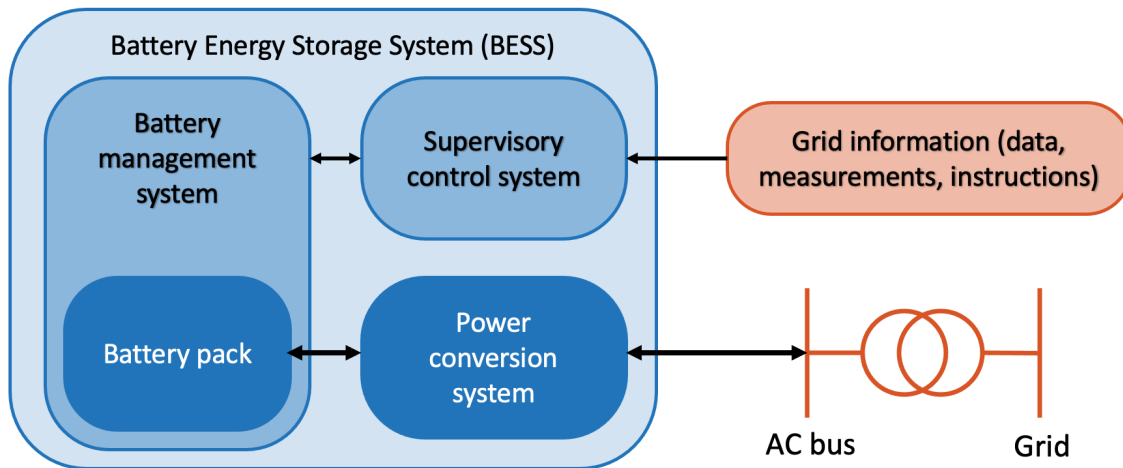 Battery Energy Storage System (BESS)
Battery
management
system
Supervisory
control system
Grid information (data,
measurements, instructions)
Battery pack
Power
conversion
system
AC bus
Grid